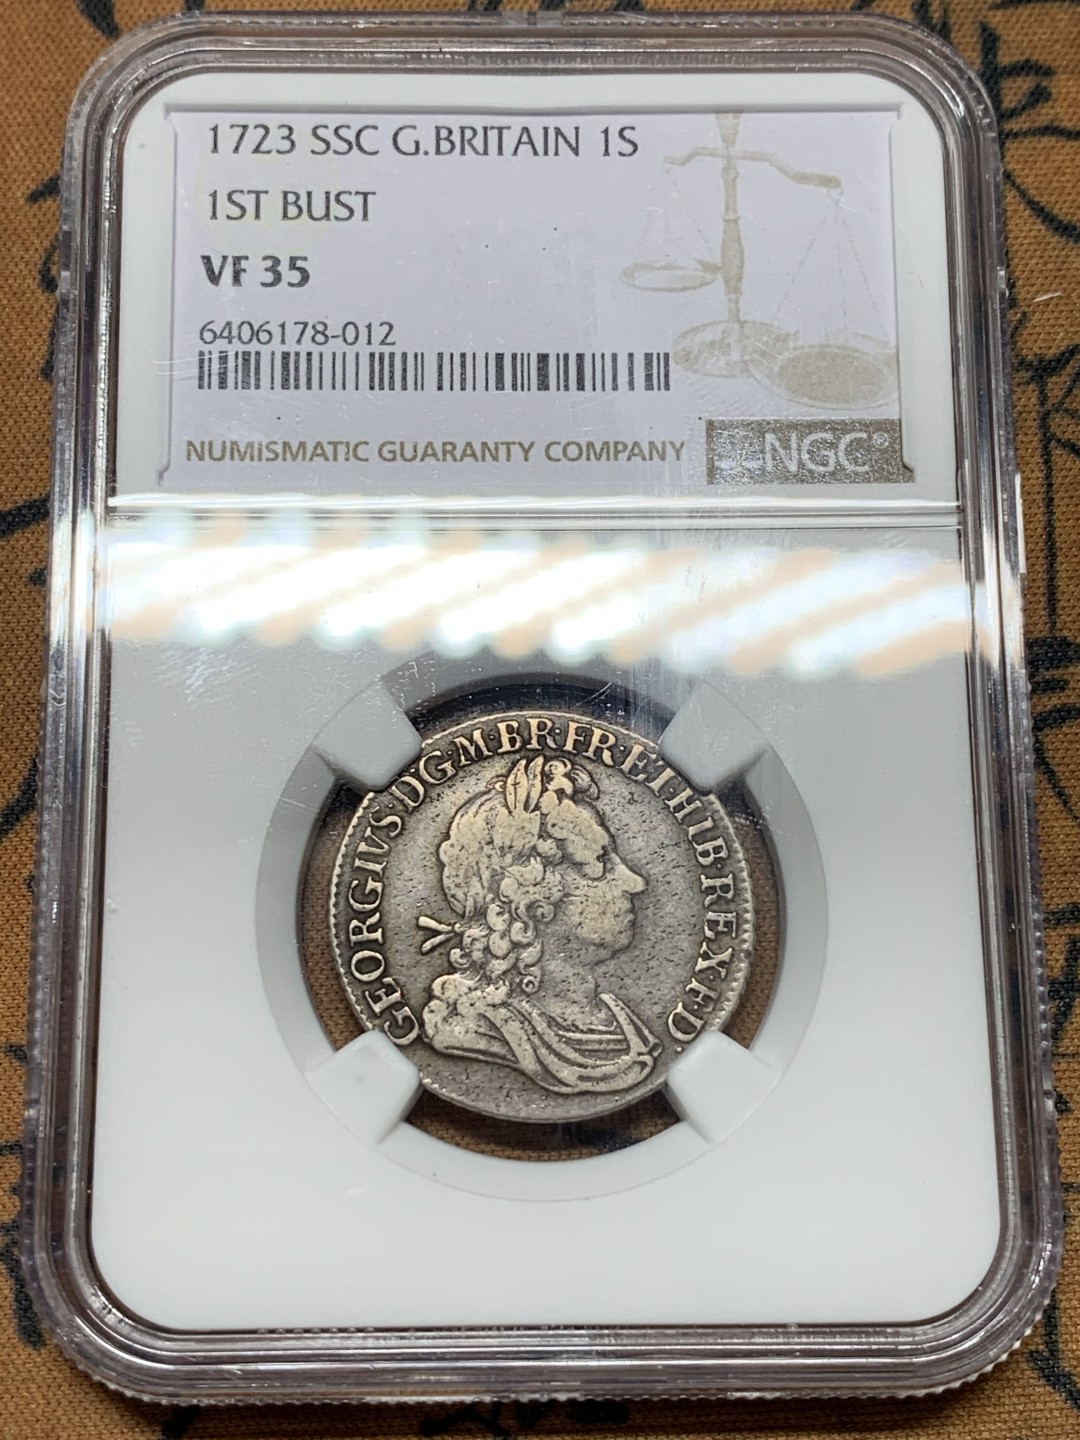 1723 SSC G.BRITAIN 1S
1ST BUST
VF 35
6406178-012
NUMISMATIC GUARANTY COMPANY
NGC
GEORGIVS·D·G·M·BR·FR·ET·HIB·REX·F·D·